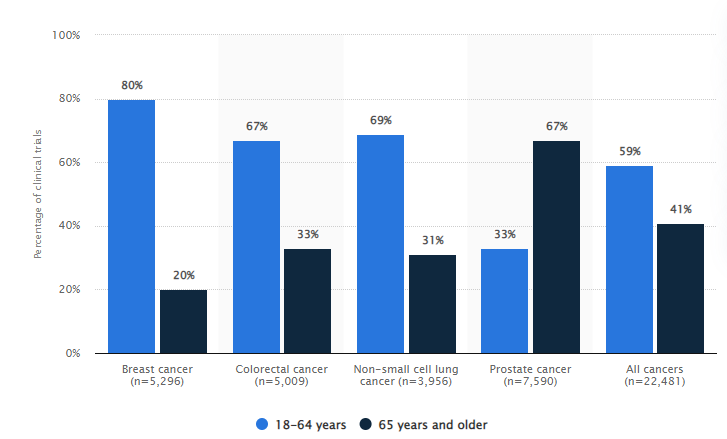 100%
80%
60%
40%
20%
0%
Percentage of clinical trials
80%
20%
67%
33%
69%
31%
33%
67%
59%
41%
Breast cancer
(n=5,296)
Colorectal cancer
(n=5,009)
Non-small cell lung
cancer (n=3,956)
Prostate cancer
(n=7,590)
All cancers
(n=22,481)
18-64 years
65 years and older